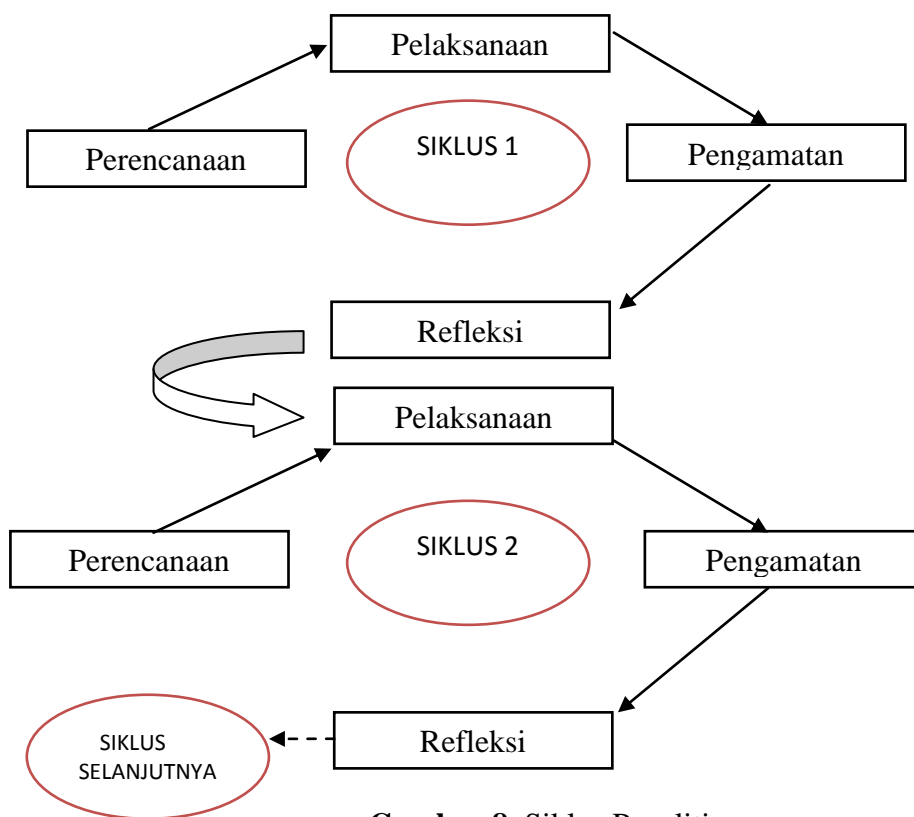 Pelaksanaan
Perencanaan
SIKLUS 1
Pengamatan
Refleksi
Pelaksanaan
Perencanaan
SIKLUS 2
Pengamatan
Refleksi
SIKLUS
SELANJUTNYA